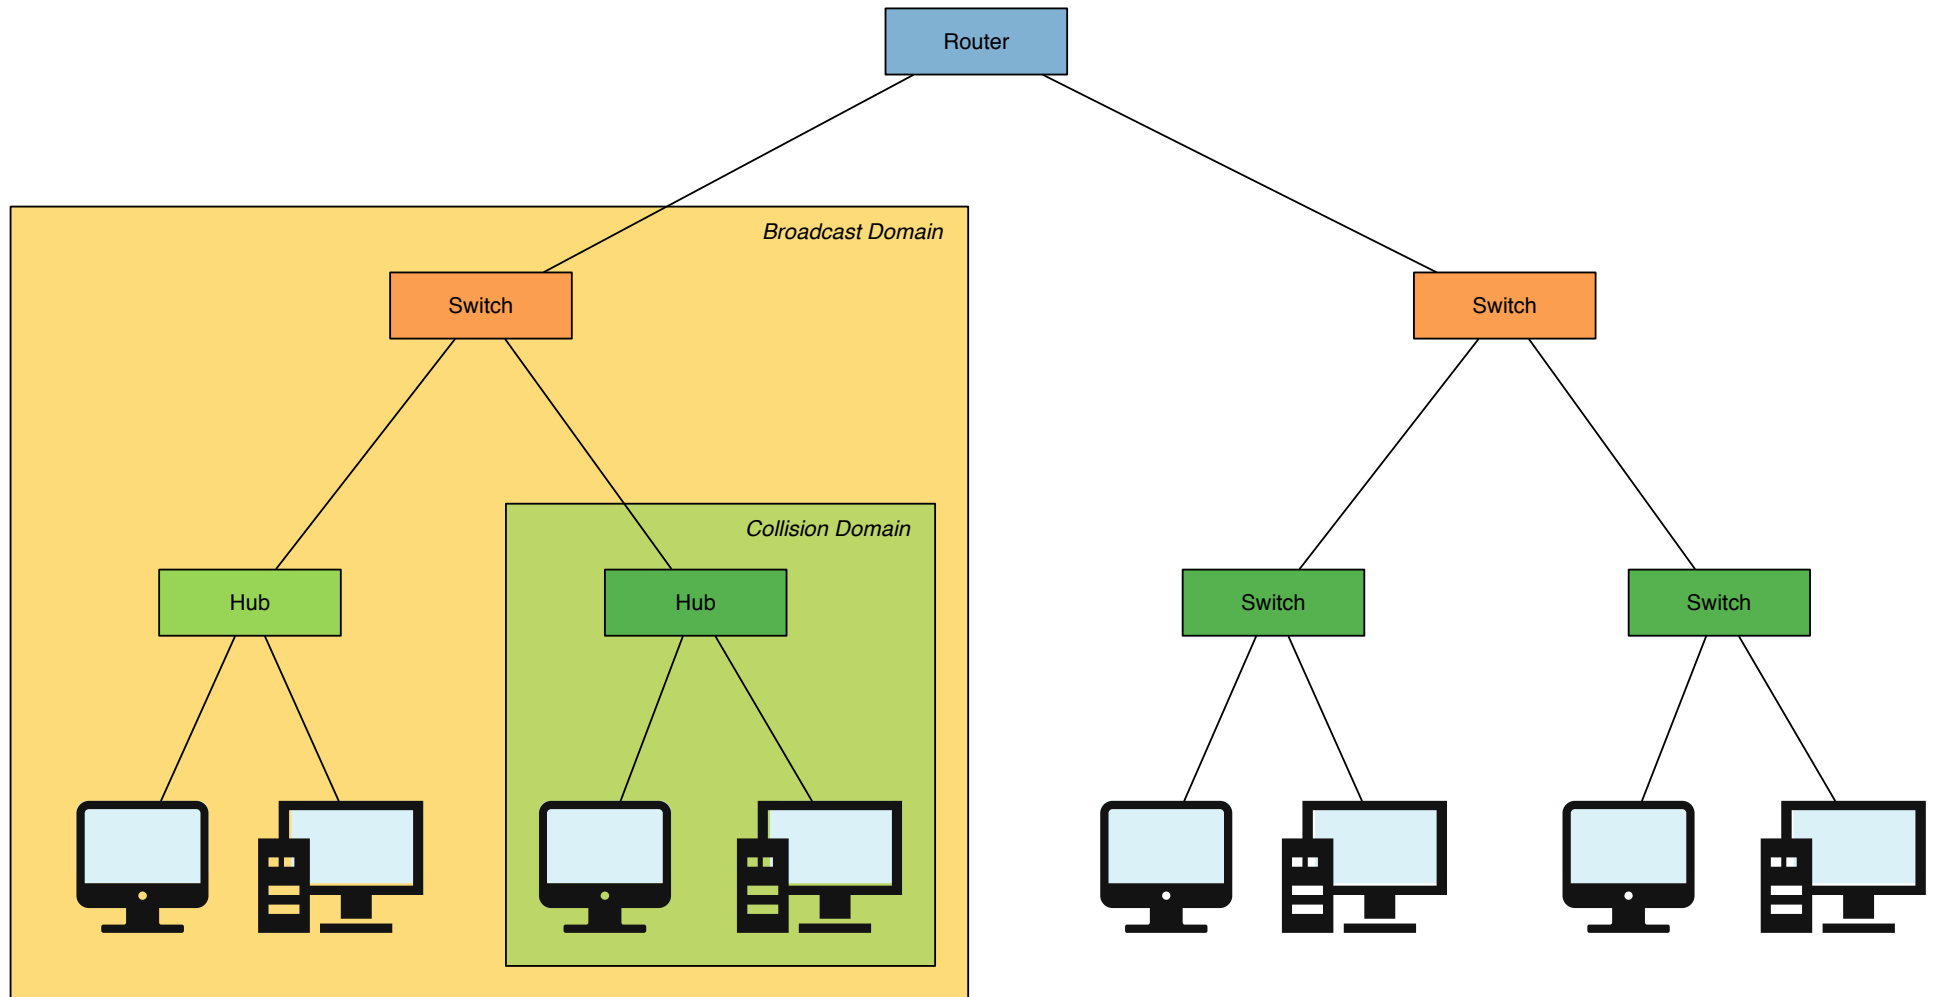 Router
Broadcast Domain
Switch
Switch
Collision Domain
Hub
Hub
Switch
Switch